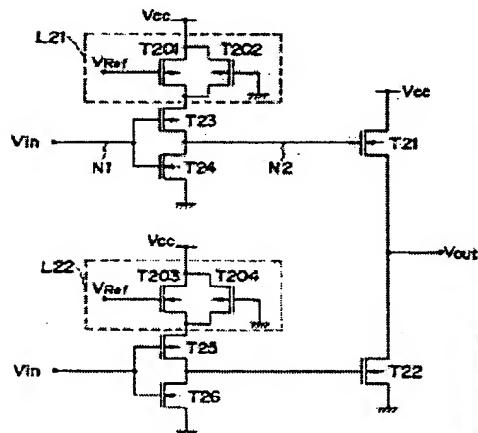 Vcc
L21
T201
T202
VRef
Vcc
T23
Vin
T21
N1
T24
N2
Vcc
L22
T203
T204
Vout
VRef
T25
Vin
T22
T26